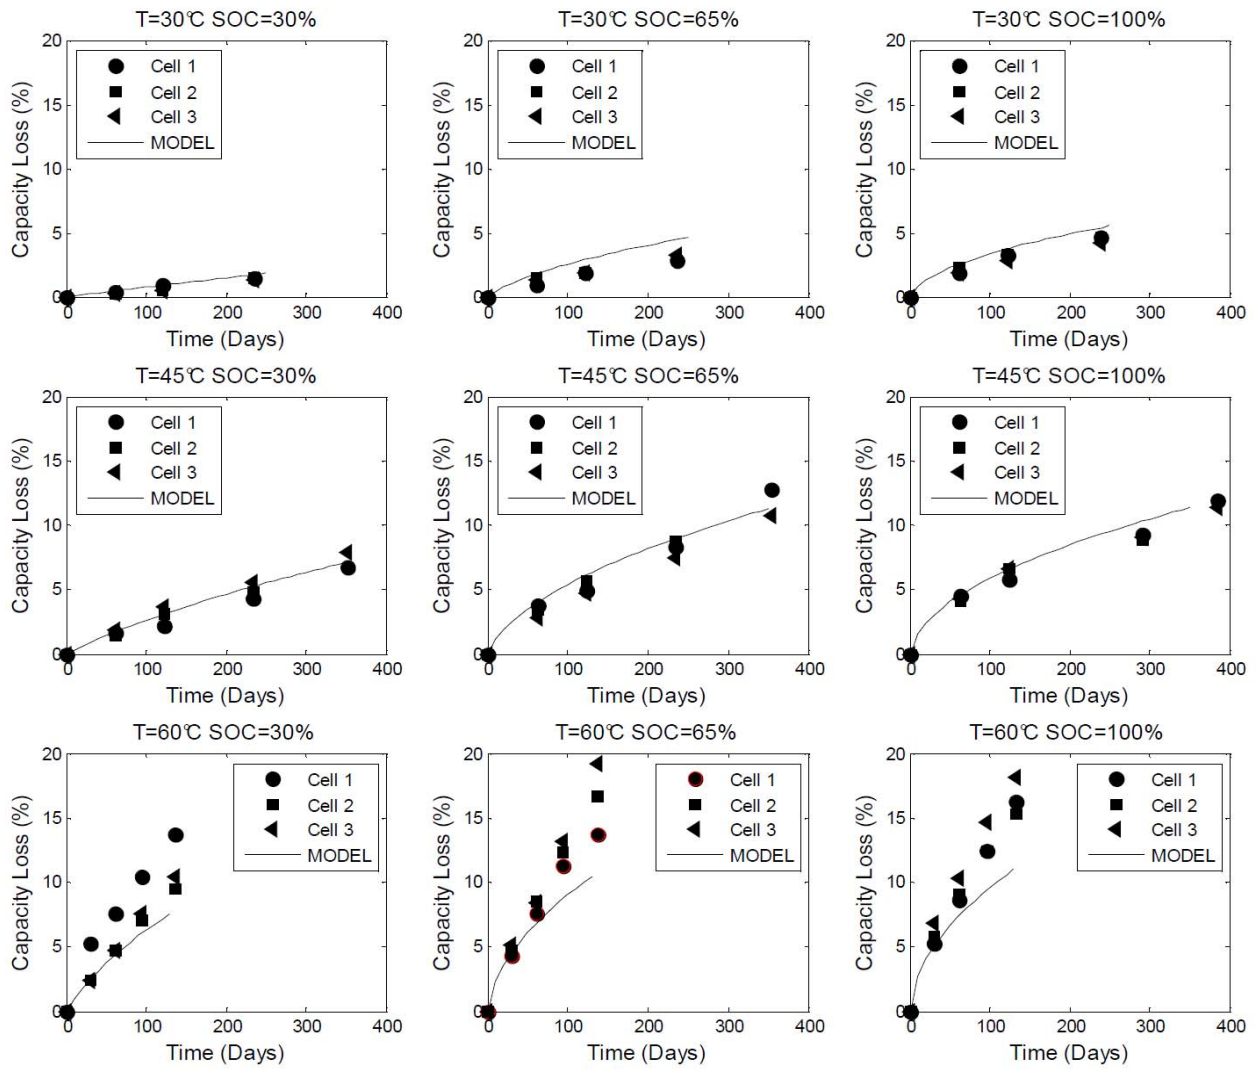 T=30°C SOC=30%
20
15
10
5
0
Capacity Loss (%)
Cell 1
Cell 2
Cell 3
MODEL
0 100 200 300 400
Time (Days)
T=30°C SOC=65%
20
15
10
5
0
Capacity Loss (%)
Cell 1
Cell 2
Cell 3
MODEL
0 100 200 300 400
Time (Days)
T=30°C SOC=100%
20
15
10
5
0
Capacity Loss (%)
Cell 1
Cell 2
Cell 3
MODEL
0 100 200 300 400
Time (Days)
T=45°C SOC=30%
20
15
10
5
0
Capacity Loss (%)
Cell 1
Cell 2
Cell 3
MODEL
0 100 200 300 400
Time (Days)
T=45°C SOC=65%
20
15
10
5
0
Capacity Loss (%)
Cell 1
Cell 2
Cell 3
MODEL
0 100 200 300 400
Time (Days)
T=45°C SOC=100%
20
15
10
5
0
Capacity Loss (%)
Cell 1
Cell 2
Cell 3
MODEL
0 100 200 300 400
Time (Days)
T=60°C SOC=30%
20
15
10
5
0
Capacity Loss (%)
Cell 1
Cell 2
Cell 3
MODEL
0 100 200 300 400
Time (Days)
T=60°C SOC=65%
20
15
10
5
0
Capacity Loss (%)
Cell 1
Cell 2
Cell 3
MODEL
0 100 200 300 400
Time (Days)
T=60°C SOC=100%
20
15
10
5
0
Capacity Loss (%)
Cell 1
Cell 2
Cell 3
MODEL
0 100 200 300 400
Time (Days)